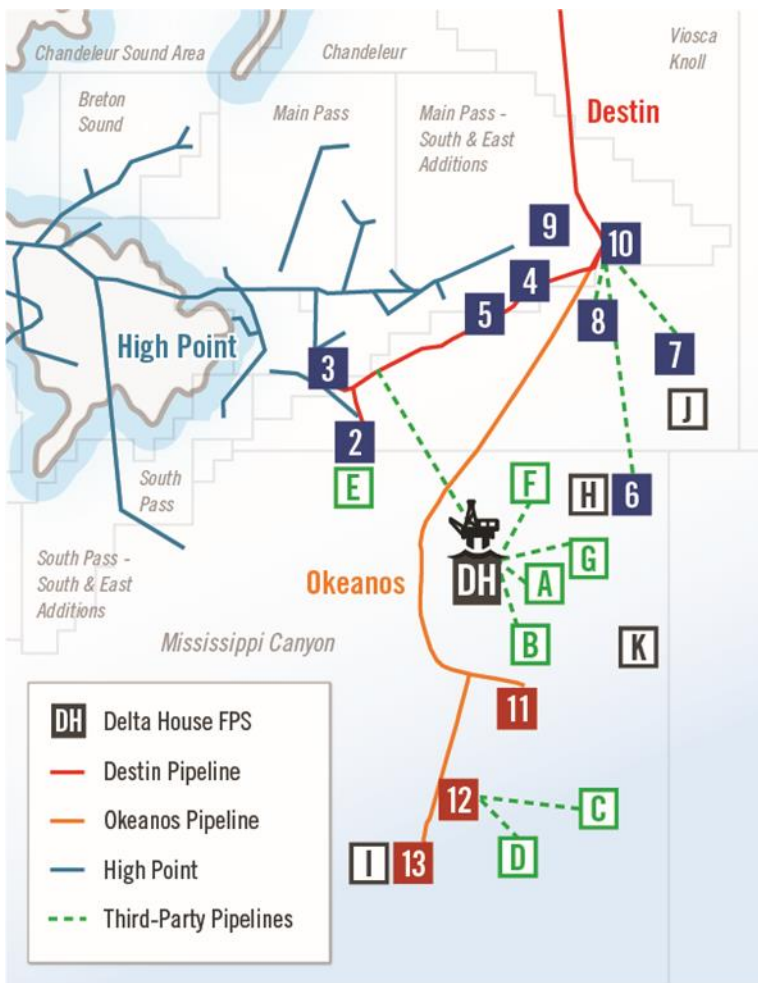 Chandeleur Sound Area
Chandeleur
Viosca
Knoll
Breton
Sound
Main Pass
Main Pass -
South & East
Additions
Destin
9
10
4
5
8
7
High Point
3
J
2
E
F
H
6
South
Pass
G
DH
A
South Pass -
South & East
Additions
Okeanos
B
K
Mississippi Canyon
11
DH Delta House FPS
Destin Pipeline
12
C
Okeanos Pipeline
D
I
13
High Point
Third-Party Pipelines